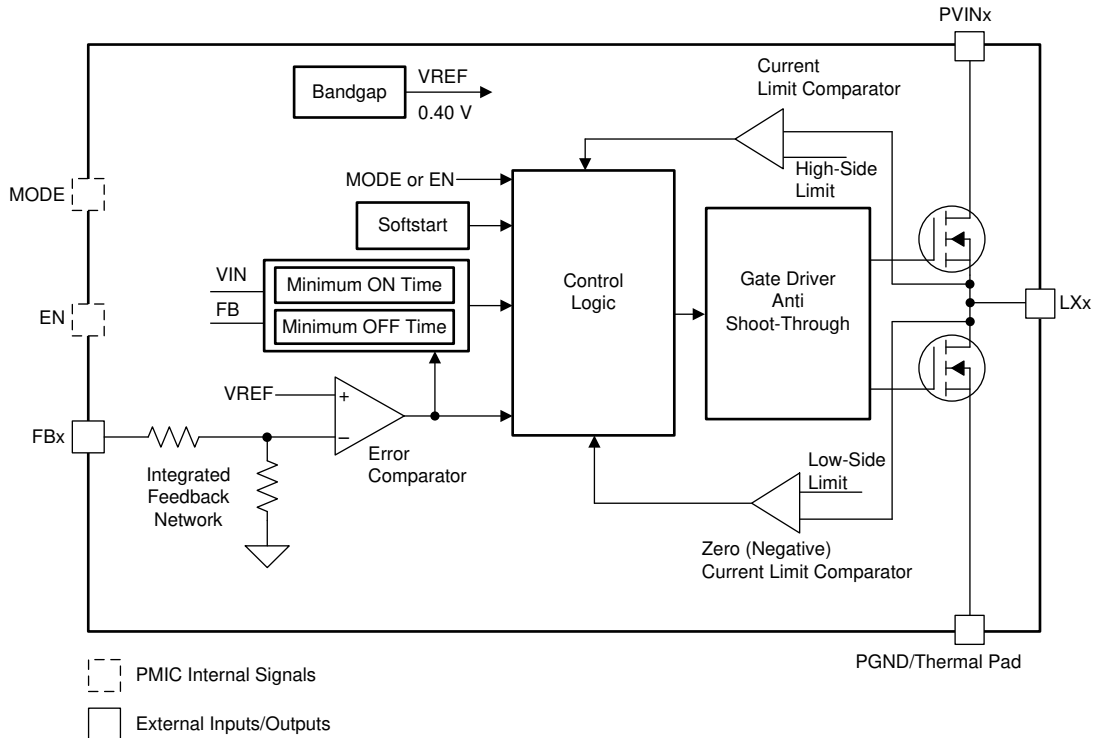 PVINx
Bandgap
VREF
0.40 V
Current
Limit Comparator
High-Side
Limit
MODE
MODE or EN
Softstart
VIN
FB
Minimum ON Time
Minimum OFF Time
Control
Logic
Gate Driver
Anti
Shoot-Through
LXx
EN
VREF
+
−
Error
Comparator
FBx
Integrated
Feedback
Network
Low-Side
Limit
Zero (Negative)
Current Limit Comparator
PGND/Thermal Pad
PMIC Internal Signals
External Inputs/Outputs